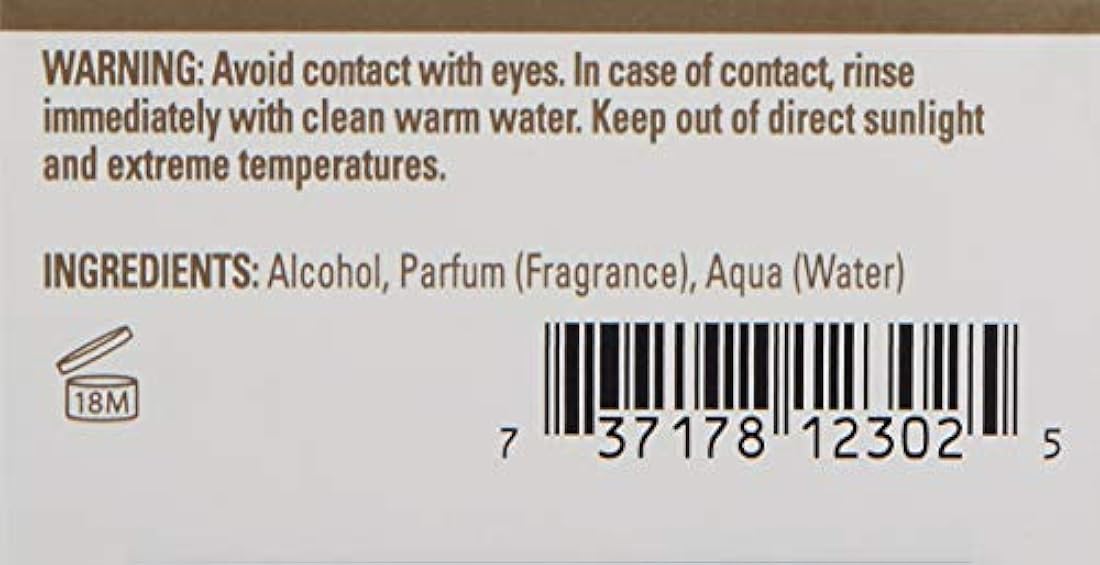 WARNING: Avoid contact with eyes. In case of contact, rinse
immediately with clean warm water. Keep out of direct sunlight
and extreme temperatures.
INGREDIENTS: Alcohol, Parfum (Fragrance), Aqua (Water)
18M
7 37178 12302 5